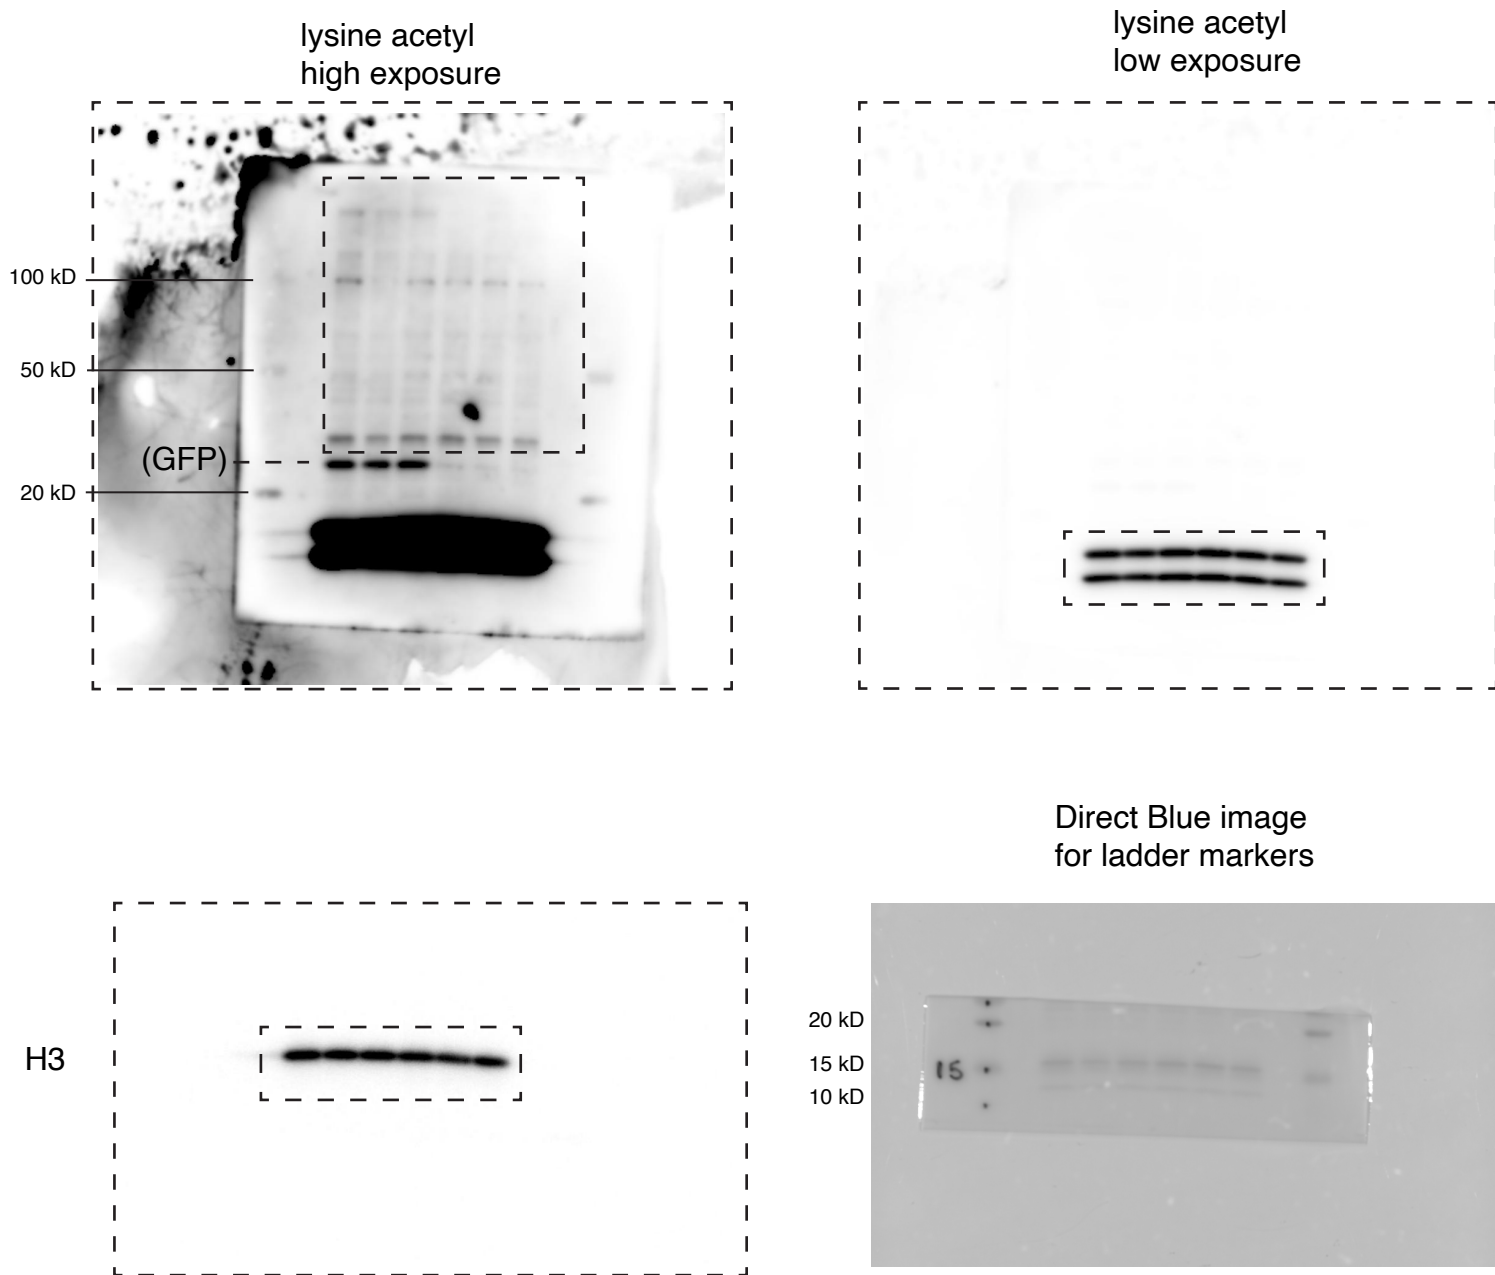 lysine acetyl
high exposure
lysine acetyl
low exposure
100 kD
50 kD
(GFP)
20 kD
Direct Blue image
for ladder markers
H3
20 kD
15 kD
10 kD
15